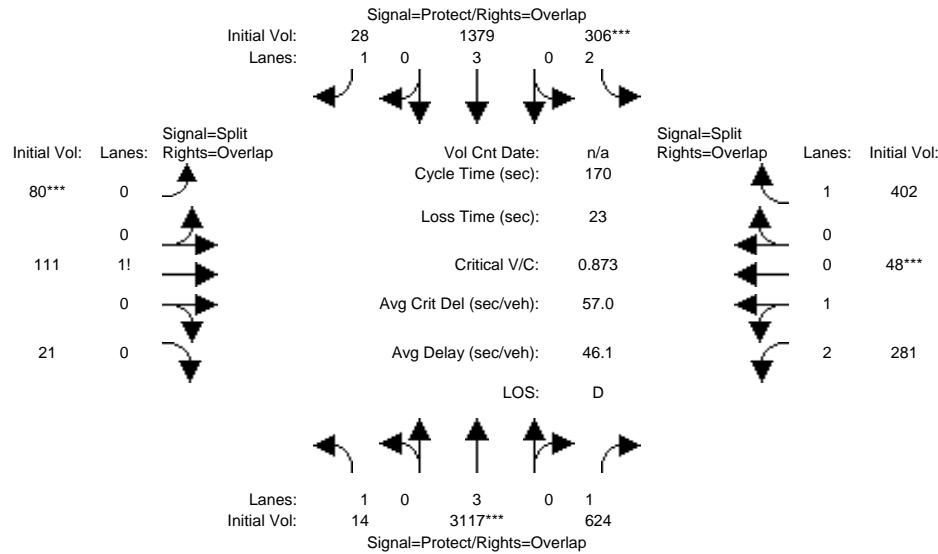 Signal=Protect/Rights=Overlap
Initial Vol: 28 1379 306***
Lanes: 1 0 3 0 2
Signal=Split
Initial Vol: Lanes: Rights=Overlap
Vol Cnt Date: n/a
Signal=Split
Rights=Overlap Lanes: Initial Vol:
Cycle Time (sec): 170
80*** 0
1 402
Loss Time (sec): 23
0
0
111 1!
Critical V/C: 0.873
0 48***
0
Avg Crit Del (sec/veh): 57.0
1
21 0
Avg Delay (sec/veh): 46.1
2 281
LOS: D
Lanes: 1 0 3 0 1
Initial Vol: 14 3117*** 624
Signal=Protect/Rights=Overlap